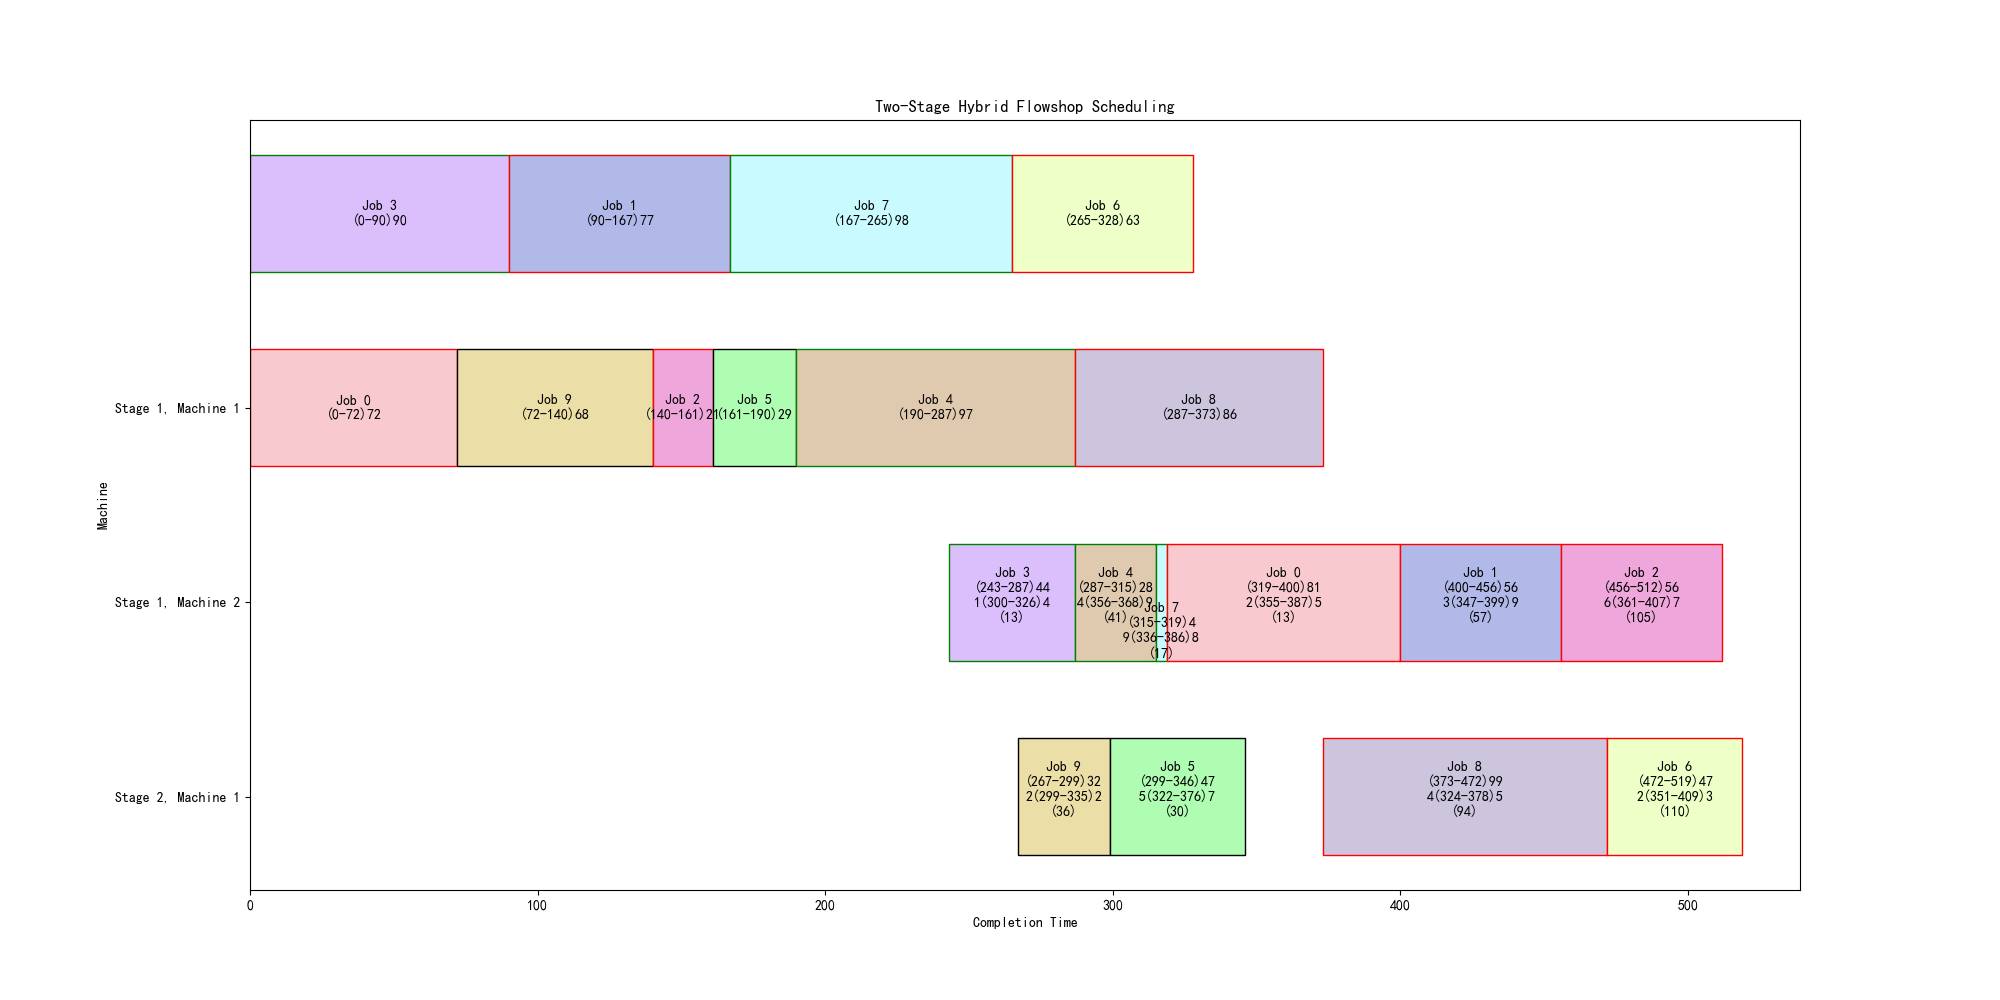 Two-Stage Hybrid Flowshop Scheduling
Job 3
(0-90)90
Job 1
(90-167)77
Job 7
(167-265)98
Job 6
(265-328)63
Stage 1, Machine 1
Job 0
(0-72)72
Job 9
(72-140)68
Job 2
(140-161)21
Job 5
(161-190)29
Job 4
(190-287)97
Job 8
(287-373)86
Machine
Stage 1, Machine 2
Job 3
(243-287)44
1(300-326)4
(13)
Job 4
(287-315)28
4(356-368)9
(41)
Job 7
(315-319)4
9(336-386)8
(17)
Job 0
(319-400)81
2(355-387)5
(13)
Job 1
(400-456)56
3(347-399)9
(57)
Job 2
(456-512)56
6(361-407)7
(105)
Stage 2, Machine 1
Job 9
(267-299)32
2(299-335)2
(36)
Job 5
(299-346)47
5(322-376)7
(30)
Job 8
(373-472)99
4(324-378)5
(94)
Job 6
(472-519)47
2(351-409)3
(110)
0 100 200 300 400 500
Completion Time